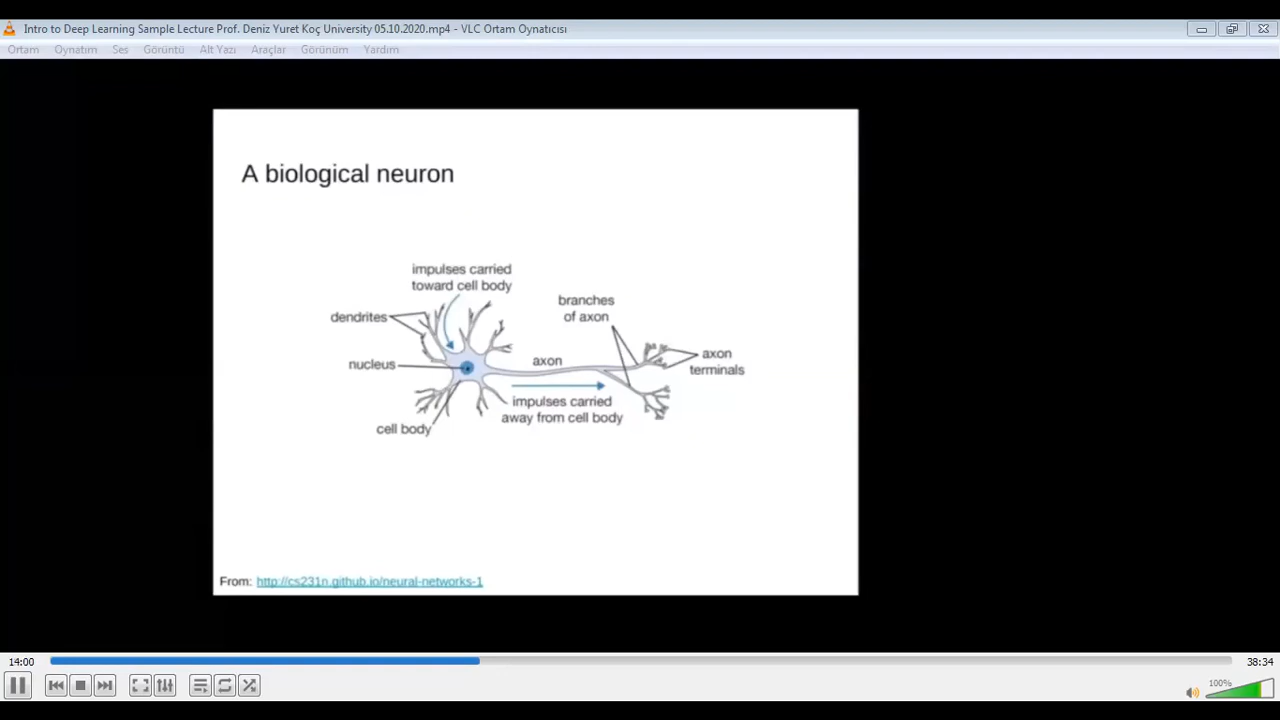 Intro to Deep Learning Sample Lecture Prof. Deniz Yuret Koç University 05.10.2020.mp4 - VLC Ortam Oynatıcısı
Ortam Oynatım Ses Görüntü Alt Yazı Araçlar Görünüm Yardım
A biological neuron
impulses carried
toward cell body
branches
of axon
dendrites
axon
terminals
nucleus
axon
impulses carried
away from cell body
cell body
From: http://cs231n.github.io/neural-networks-1
14:00
38:34
100%